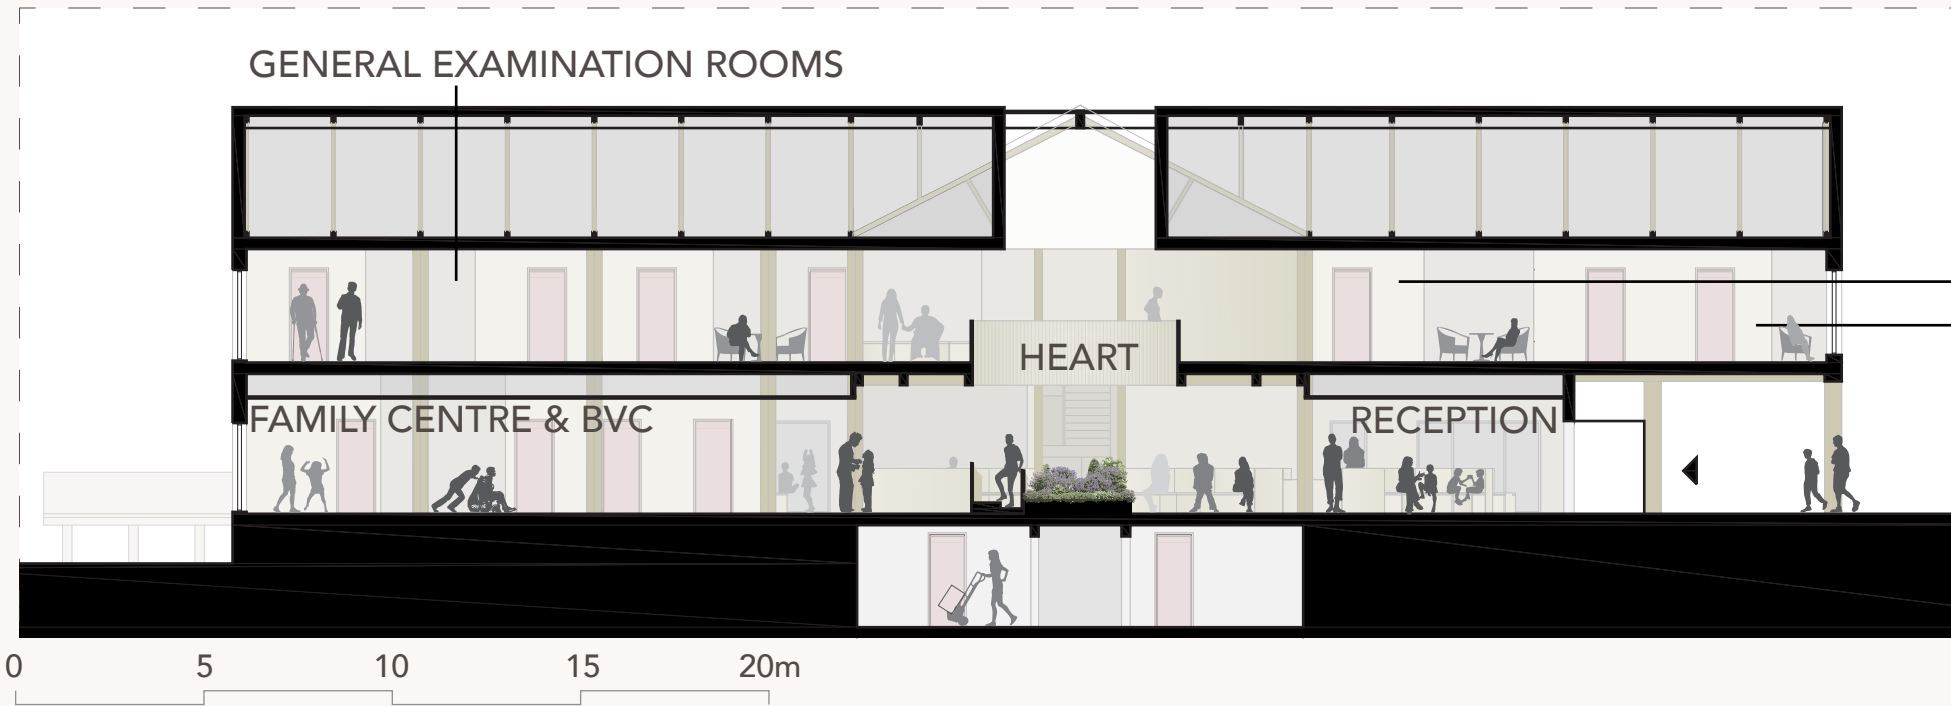 GENERAL EXAMINATION ROOMS
HEART
FAMILY CENTRE & BVC
RECEPTION
0 5 10 15 20m